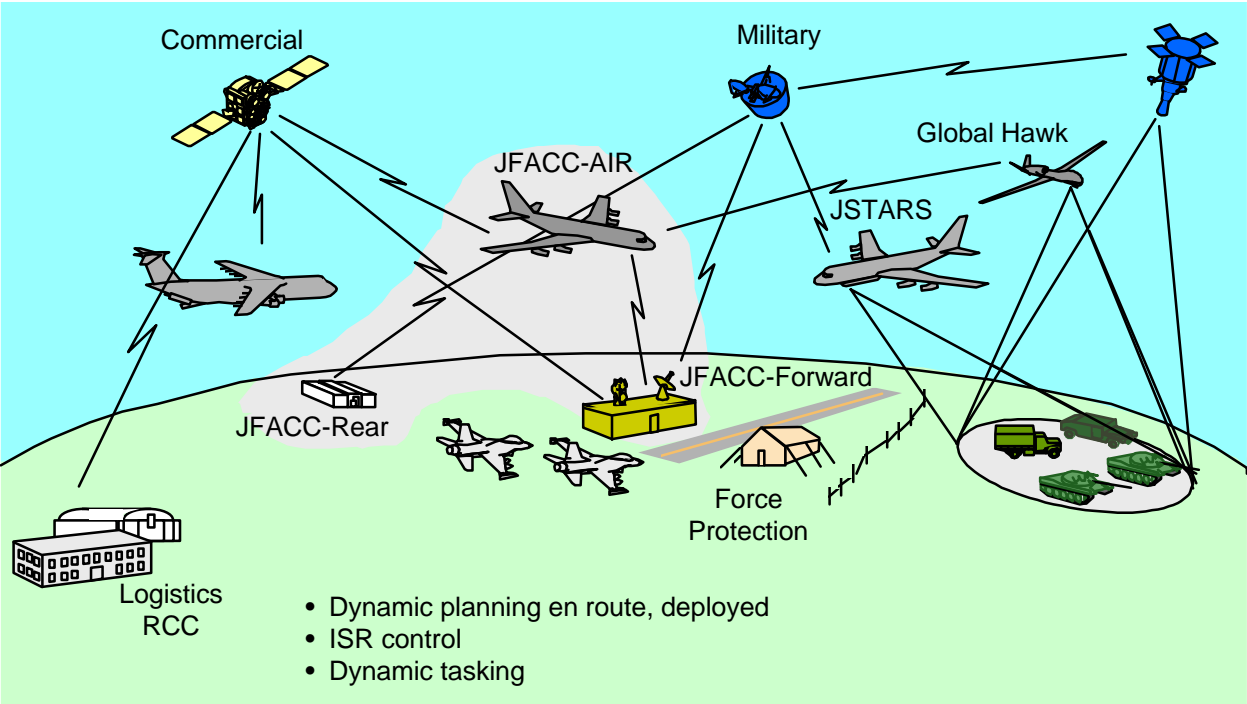 Commercial
Military
Global Hawk
JFACC-AIR
JSTARS
JFACC-Forward
JFACC-Rear
Force
Protection
Logistics
RCC
• Dynamic planning en route, deployed
• ISR control
• Dynamic tasking